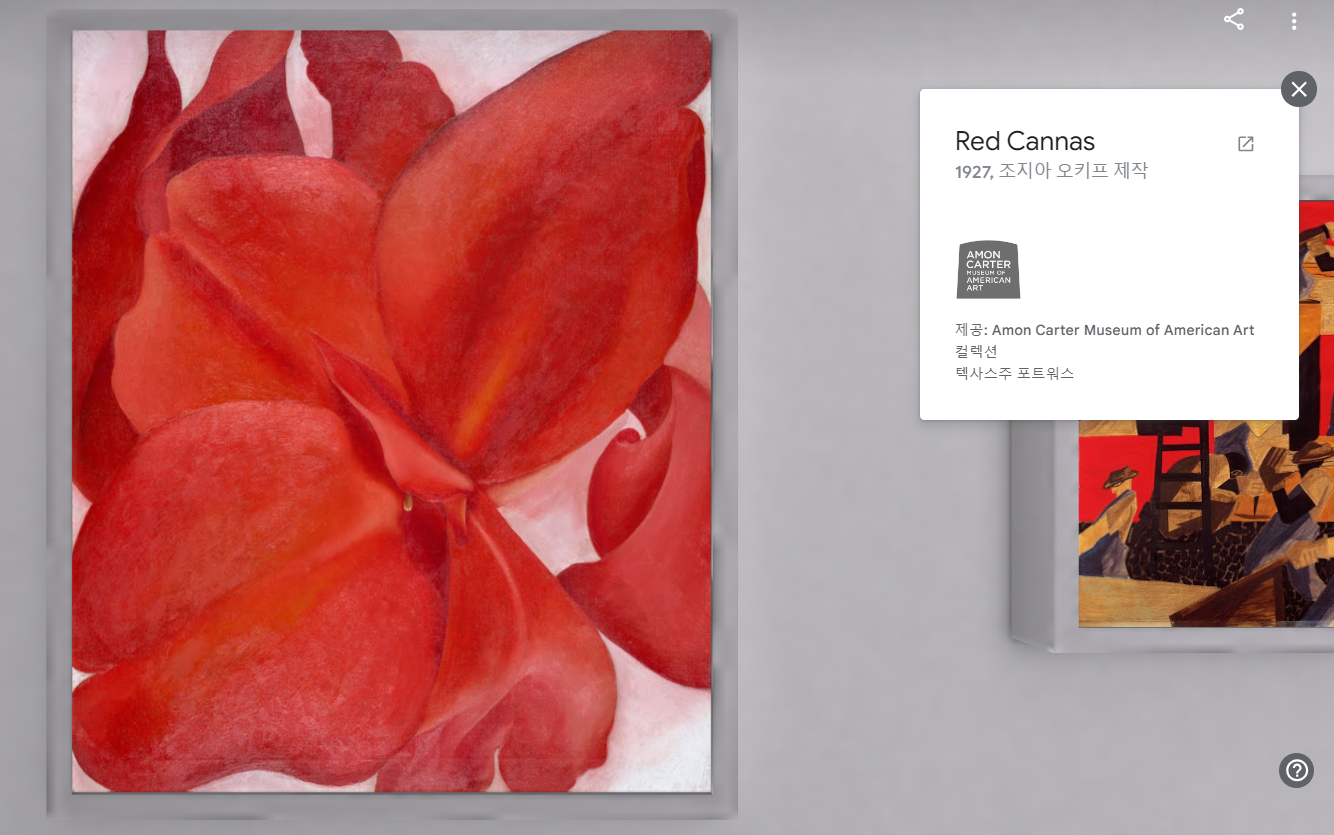 Red Cannas
1927, 조지아 오키프 제작
AMON
CARTER
MUSEUM OF
AMERICAN
ART
제공: Amon Carter Museum of American Art
컬렉션
텍사스주 포트워스